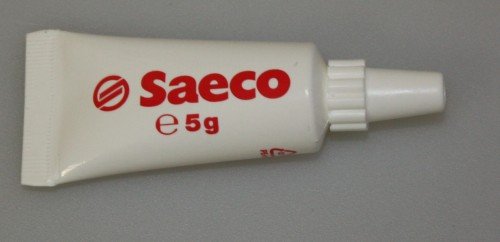 Saeco
℮ 5g